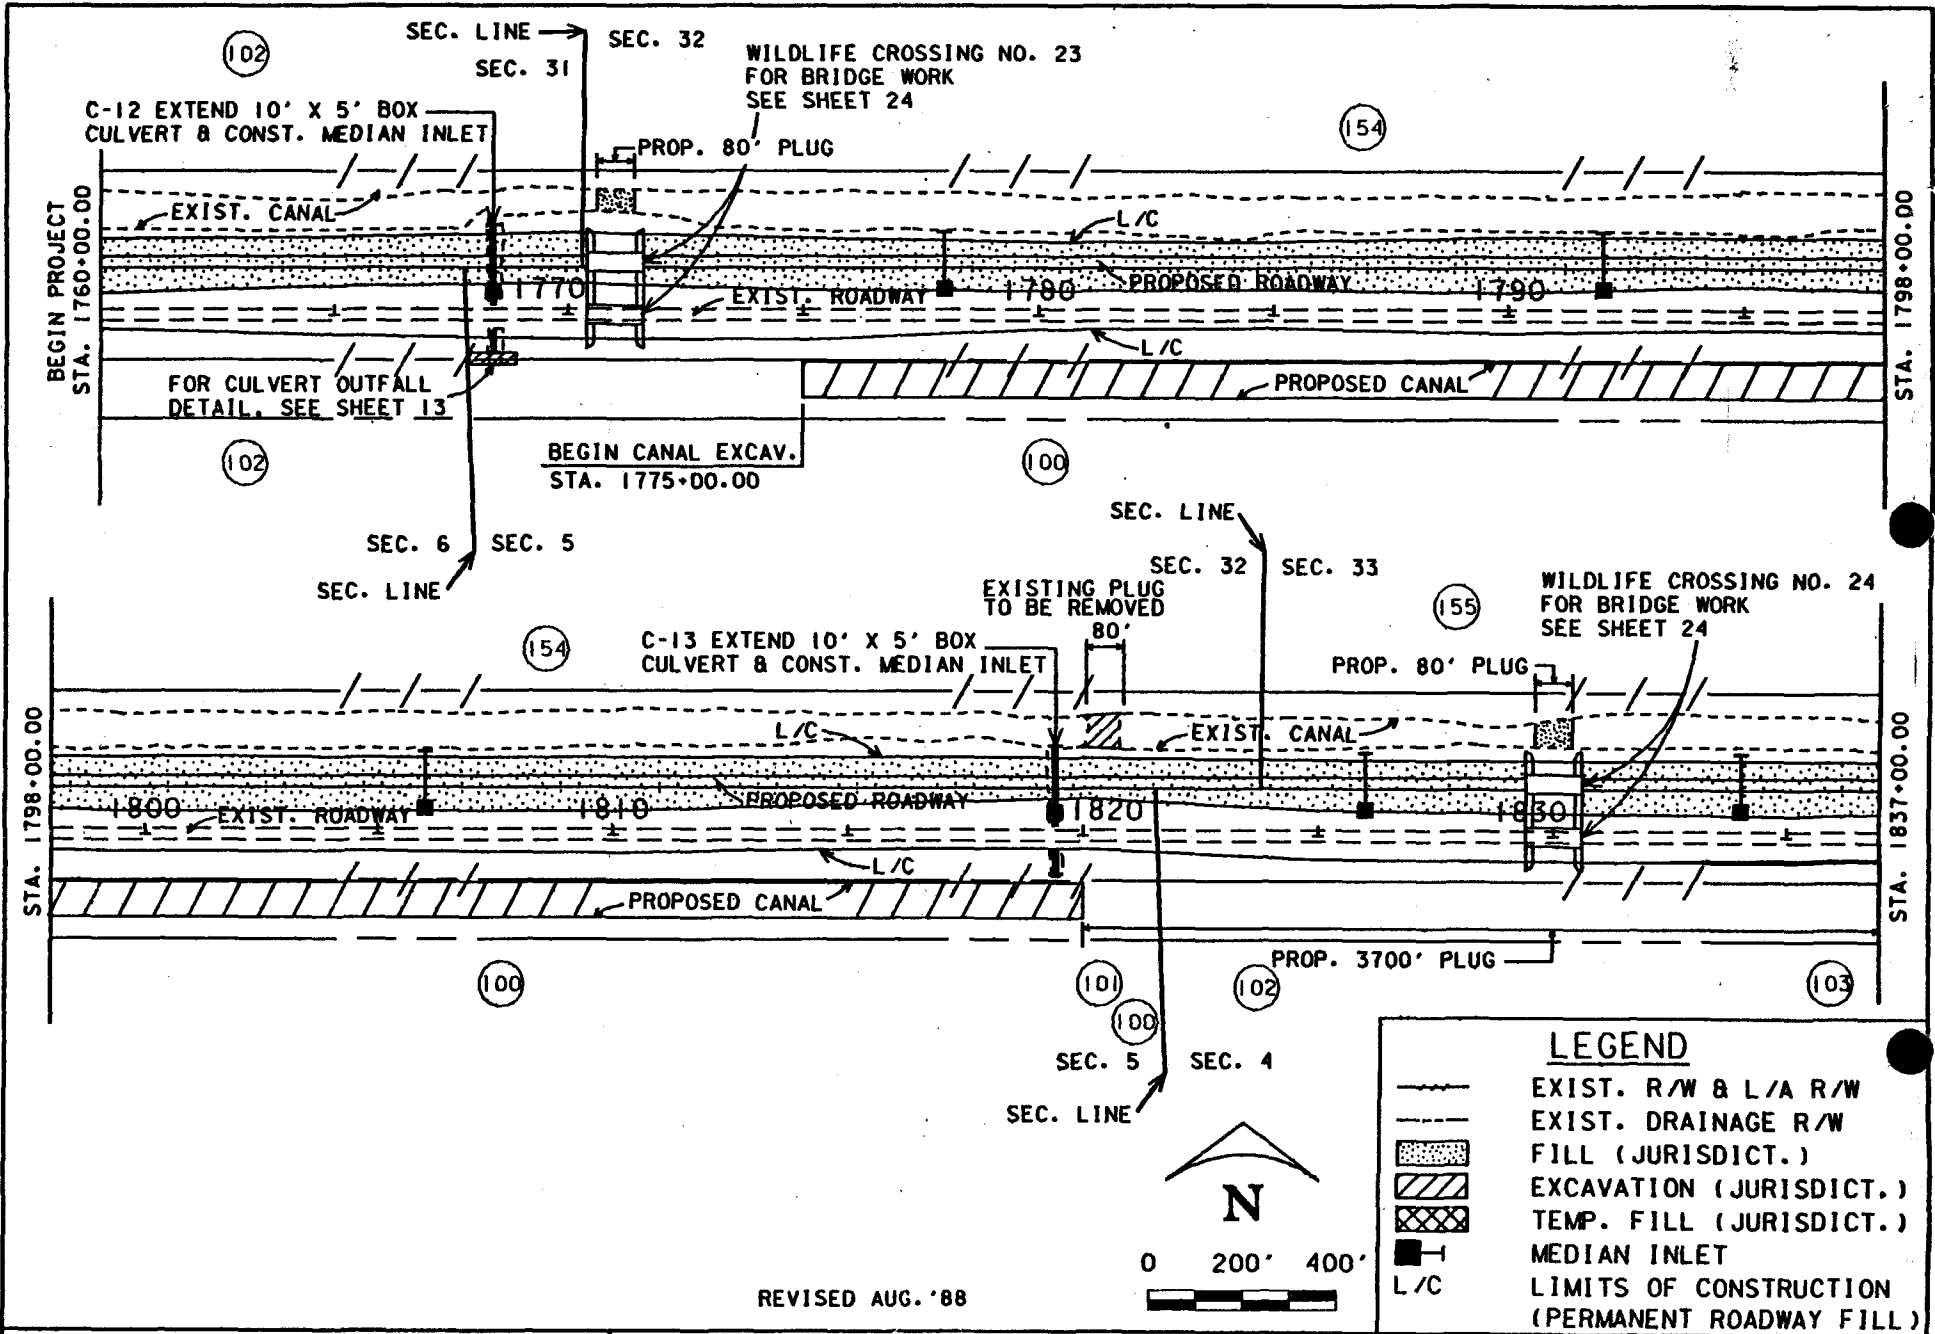 102
SEC. LINE
SEC. 32
SEC. 31
WILDLIFE CROSSING NO. 23
FOR BRIDGE WORK
SEE SHEET 24
C-12 EXTEND 10' X 5' BOX
CULVERT & CONST. MEDIAN INLET
PROP. 80' PLUG
154
BEGIN PROJECT
STA. 1760+00.00
EXIST. CANAL
L/C
STA. 1798+00.00
1770
EXIST. ROADWAY
1780
PROPOSED ROADWAY
1790
L/C
FOR CULVERT OUTFALL
DETAIL. SEE SHEET 13
PROPOSED CANAL
102
BEGIN CANAL EXCAV.
STA. 1775+00.00
100
SEC. 6
SEC. 5
SEC. LINE
SEC. LINE
SEC. 32
SEC. 33
EXISTING PLUG
TO BE REMOVED
80'
155
WILDLIFE CROSSING NO. 24
FOR BRIDGE WORK
SEE SHEET 24
154
C-13 EXTEND 10' X 5' BOX
CULVERT & CONST. MEDIAN INLET
PROP. 80' PLUG
STA. 1798+00.00
L/C
EXIST. CANAL
STA. 1837+00.00
1800
EXIST. ROADWAY
1810
PROPOSED ROADWAY
1820
1830
L/C
PROPOSED CANAL
PROP. 3700' PLUG
100
101
102
103
100
SEC. 5
SEC. 4
SEC. LINE
LEGEND
EXIST. R/W & L/A R/W
EXIST. DRAINAGE R/W
FILL (JURISDICT.)
EXCAVATION (JURISDICT.)
TEMP. FILL (JURISDICT.)
MEDIAN INLET
L/C LIMITS OF CONSTRUCTION
(PERMANENT ROADWAY FILL)
N
0 200' 400'
REVISED AUG. '88